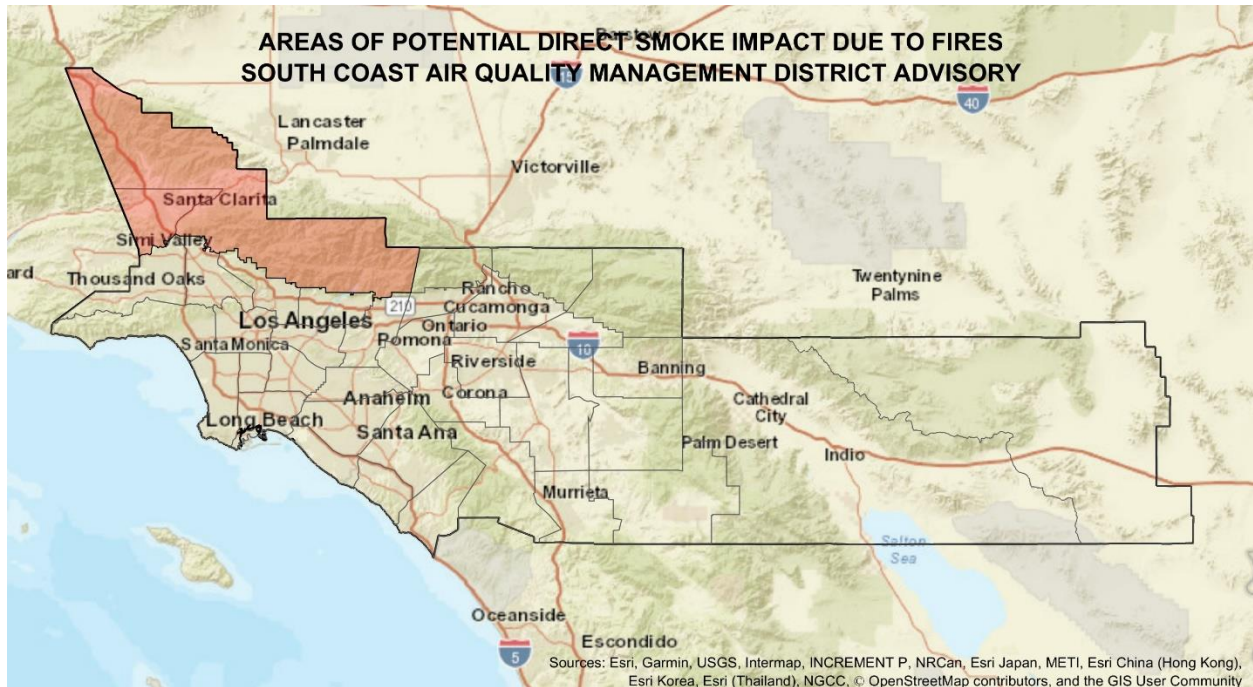 AREAS OF POTENTIAL DIRECT SMOKE IMPACT DUE TO FIRES
SOUTH COAST AIR QUALITY MANAGEMENT DISTRICT ADVISORY
Barstow
15
40
Lancaster
Palmdale
Victorville
Santa Clarita
Simi Valley
ard
Thousand Oaks
Twentynine
Palms
210
Rancho
Cucamonga
Los Angeles
Ontario
Santa Monica
Pomona
10
Riverside
Banning
Anaheim
Corona
Cathedral
City
Long Beach
Santa Ana
Palm Desert
Indio
Murrieta
Salton
Sea
Oceanside
Escondido
5
Sources: Esri, Garmin, USGS, Intermap, INCREMENT P, NRCan, Esri Japan, METI, Esri China (Hong Kong),
Esri Korea, Esri (Thailand), NGCC, © OpenStreetMap contributors, and the GIS User Community